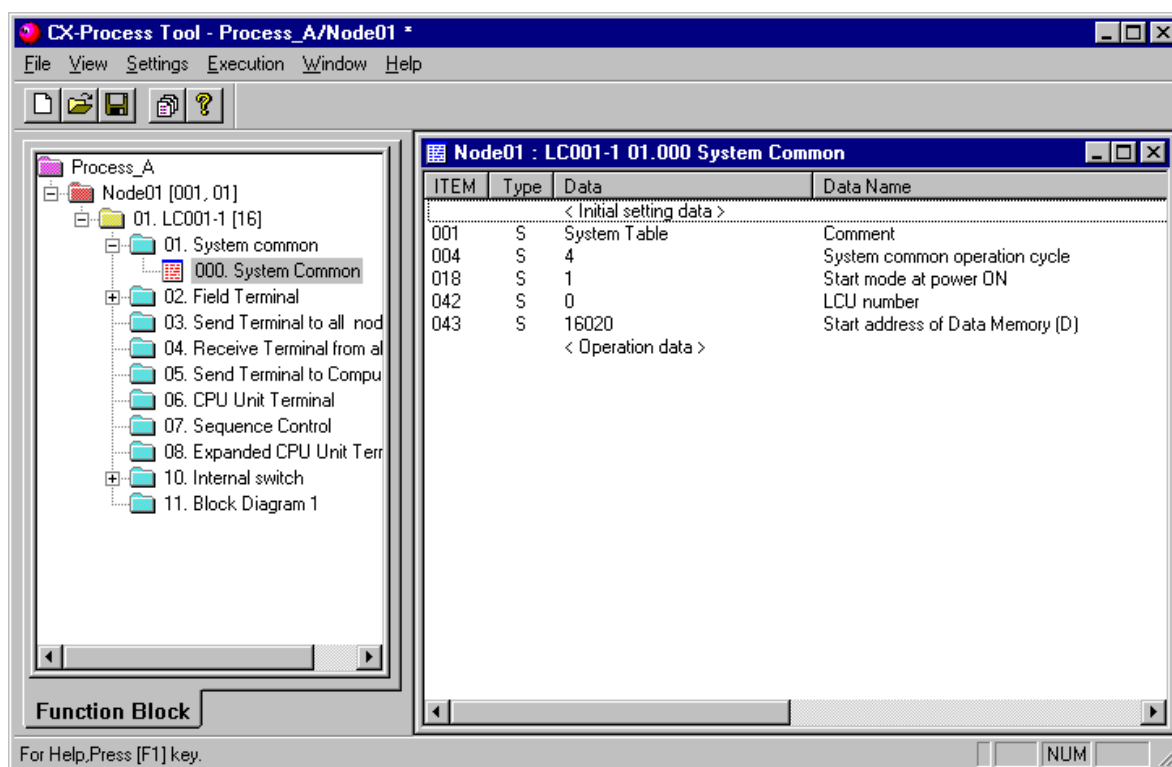 CX-Process Tool - Process_A/Node01 *
File View Settings Execution Window Help
Process_A
Node01 [001, 01]
01. LC001-1 [16]
01. System common
000. System Common
02. Field Terminal
03. Send Terminal to all nod
04. Receive Terminal from al
05. Send Terminal to Compu
06. CPU Unit Terminal
07. Sequence Control
08. Expanded CPU Unit Terr
10. Internal switch
11. Block Diagram 1
Function Block
Node01 : LC001-1 01.000 System Common
ITEM Type Data Data Name
< Initial setting data >
001 S System Table Comment
004 S 4 System common operation cycle
018 S 1 Start mode at power ON
042 S 0 LCU number
043 S 16020 Start address of Data Memory (D)
< Operation data >
For Help,Press [F1] key.
NUM